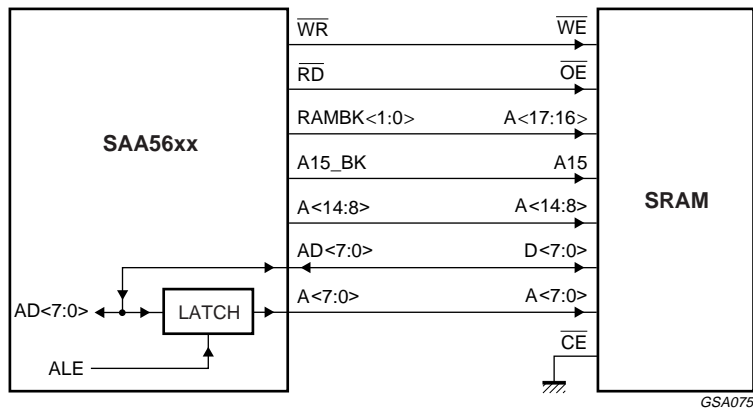 WR WE
RD OE
RAMBK<1:0> A<17:16>
SAA56xx
A15_BK A15
A<14:8> A<14:8>
SRAM
AD<7:0> D<7:0>
AD<7:0> LATCH A<7:0> A<7:0>
CE
ALE
GSA075